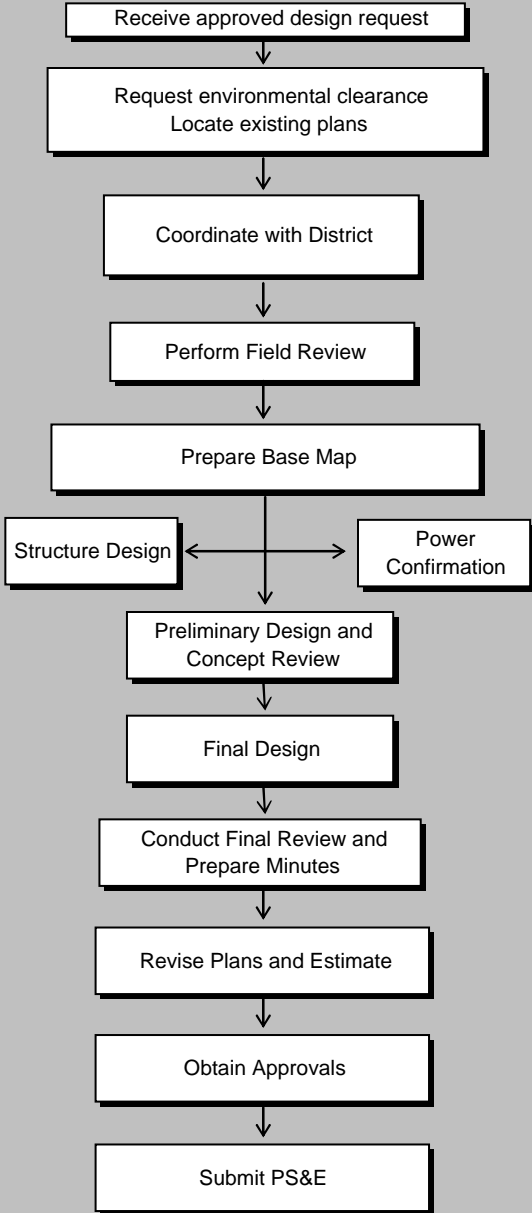 Receive approved design request
Request environmental clearance
Locate existing plans
Coordinate with District
Perform Field Review
Prepare Base Map
Structure Design
Power
Confirmation
Preliminary Design and
Concept Review
Final Design
Conduct Final Review and
Prepare Minutes
Revise Plans and Estimate
Obtain Approvals
Submit PS&E